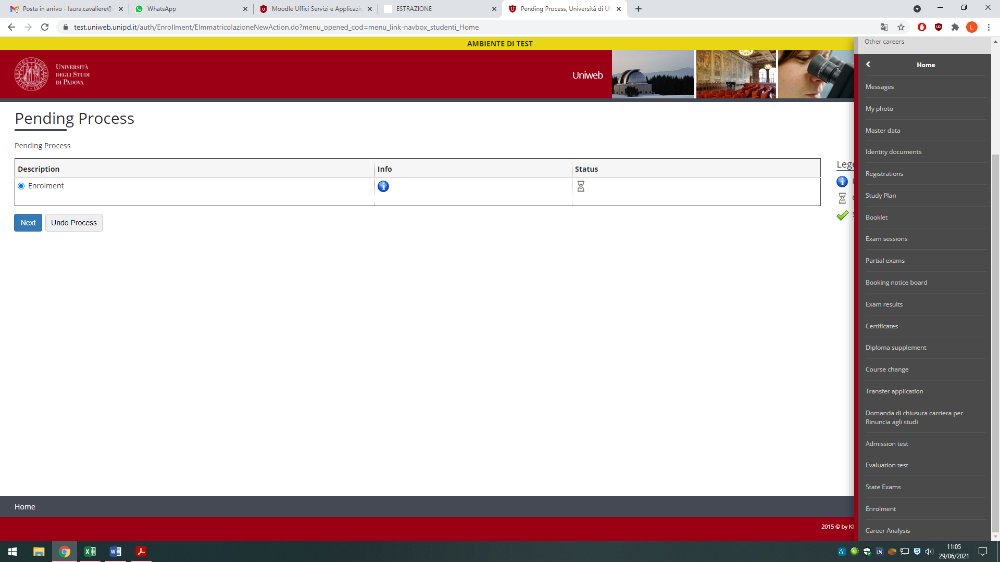 Posta in arrivo - laura.cavaliere@
WhatsApp
Moodle Uffici Servizi e Applicazio
ESTRAZIONE
Pending Process, Università di
test.uniweb.unipd.it/auth/Enrollment/EImmatricolazioneNewAction.do?menu_opened_cod=menu_link-navbox_studenti_Home
L
AMBIENTE DI TEST
UNIVERSITÀ
DEGLI STUDI
DI PADOVA
Uniweb
Pending Process
Pending Process
Description Info Status
Enrolment
Next Undo Process
Lege
Other careers
Home
Messages
My photo
Master data
Identity documents
Registrations
Study Plan
Booklet
Exam sessions
Partial exams
Booking notice board
Exam results
Certificates
Diploma supplement
Course change
Transfer application
Domanda di chiusura carriera per
Rinuncia agli studi
Admission test
Evaluation test
State Exams
Enrolment
Career Analysis
Home
2015 © by KI
11:05
29/06/2021